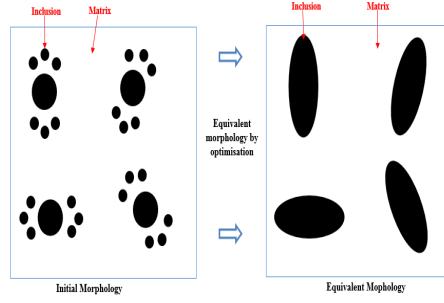 Inclusion
Matrix
Inclusion
Matrix
Equivalent
morphology by
optimisation
Initial Morphology
Equivalent Mophology